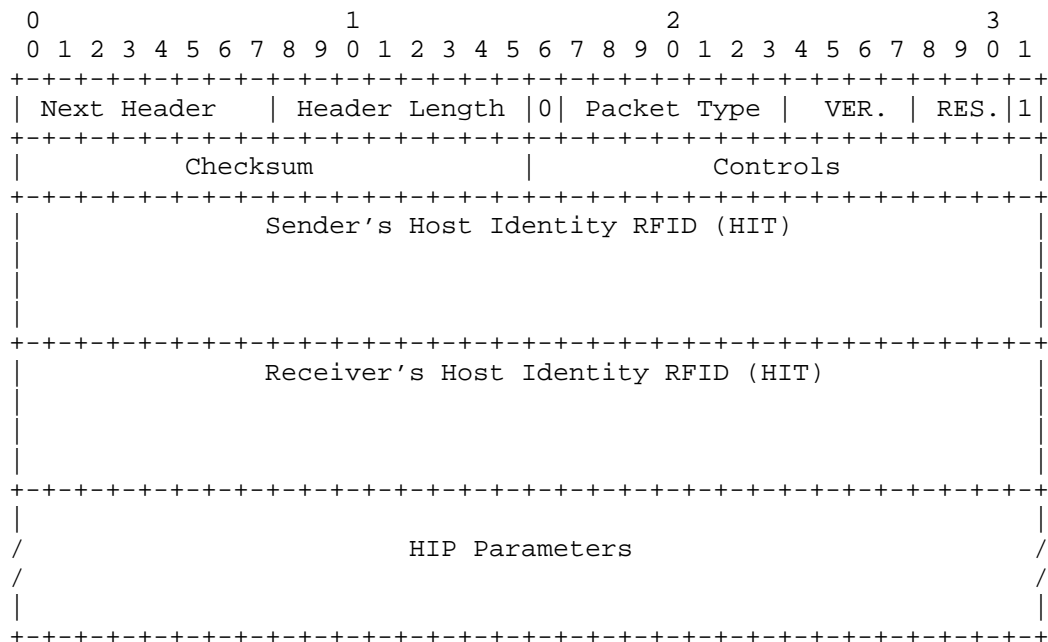 0                   1                   2                   3
 0 1 2 3 4 5 6 7 8 9 0 1 2 3 4 5 6 7 8 9 0 1 2 3 4 5 6 7 8 9 0 1
+-+-+-+-+-+-+-+-+-+-+-+-+-+-+-+-+-+-+-+-+-+-+-+-+-+-+-+-+-+-+-+-+
| Next Header   | Header Length |0| Packet Type |  VER. | RES.|1|
+-+-+-+-+-+-+-+-+-+-+-+-+-+-+-+-+-+-+-+-+-+-+-+-+-+-+-+-+-+-+-+-+
|          Checksum             |           Controls            |
+-+-+-+-+-+-+-+-+-+-+-+-+-+-+-+-+-+-+-+-+-+-+-+-+-+-+-+-+-+-+-+-+
|               Sender's Host Identity RFID (HIT)               |
|                                                               |
|                                                               |
|                                                               |
+-+-+-+-+-+-+-+-+-+-+-+-+-+-+-+-+-+-+-+-+-+-+-+-+-+-+-+-+-+-+-+-+
|               Receiver's Host Identity RFID (HIT)             |
|                                                               |
|                                                               |
|                                                               |
+-+-+-+-+-+-+-+-+-+-+-+-+-+-+-+-+-+-+-+-+-+-+-+-+-+-+-+-+-+-+-+-+
|                                                               |
/                        HIP Parameters                         /
/                                                               /
|                                                               |
+-+-+-+-+-+-+-+-+-+-+-+-+-+-+-+-+-+-+-+-+-+-+-+-+-+-+-+-+-+-+-+-+